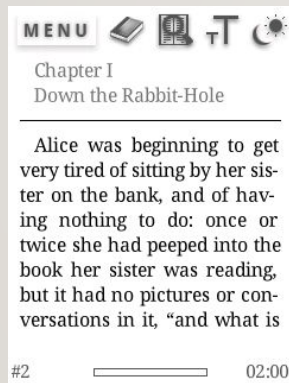 MENU
Chapter I
Down the Rabbit-Hole
Alice was beginning to get
very tired of sitting by her sis-
ter on the bank, and of hav-
ing nothing to do: once or
twice she had peeped into the
book her sister was reading,
but it had no pictures or con-
versations in it, “and what is
#2 02:00